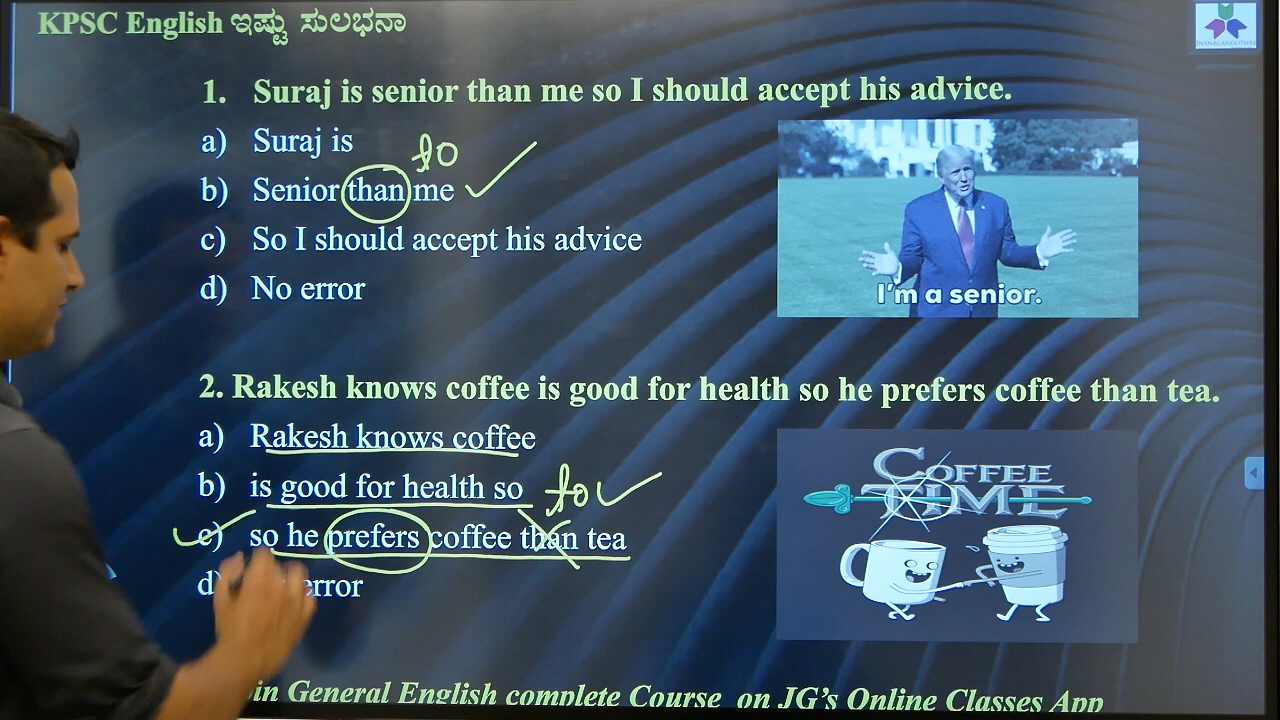 KPSC English ಇಷ್ಟು ಸುಲಭನಾ
JNANAGANGOTHRI
1. Suraj is senior than me so I should accept his advice.
a) Suraj is
to
b) Senior than me
c) So I should accept his advice
d) No error
I'm a senior.
2. Rakesh knows coffee is good for health so he prefers coffee than tea.
a) Rakesh knows coffee
b) is good for health so to
c) so he prefers coffee than tea
d) error
COFFEE
TIME
in General English complete Course on JG's Online Classes App